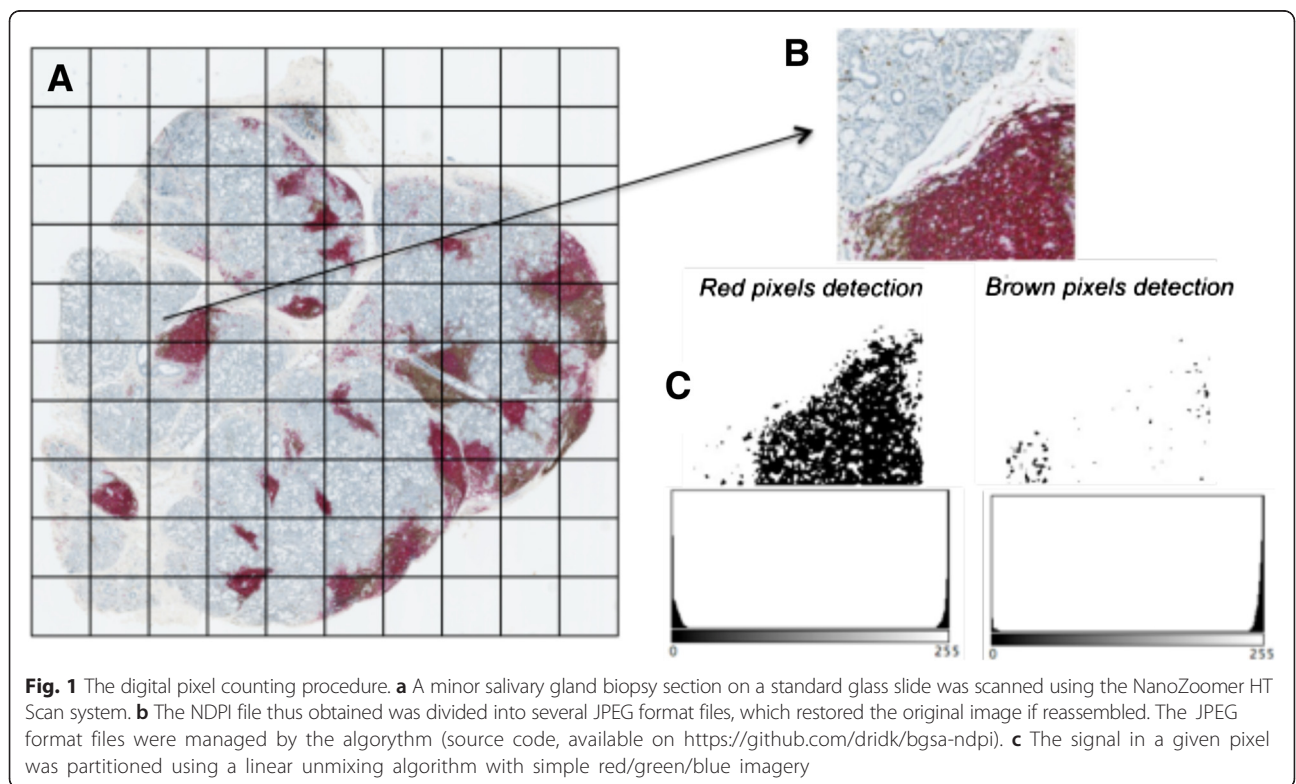 A
B
Red pixels detection
Brown pixels detection
C
0
255
0
255
Fig. 1 The digital pixel counting procedure. a A minor salivary gland biopsy section on a standard glass slide was scanned using the NanoZoomer HT
Scan system. b The NDPI file thus obtained was divided into several JPEG format files, which restored the original image if reassembled. The JPEG
format files were managed by the algorythm (source code, available on https://github.com/dridk/bgsa-ndpi). c The signal in a given pixel
was partitioned using a linear unmixing algorithm with simple red/green/blue imagery